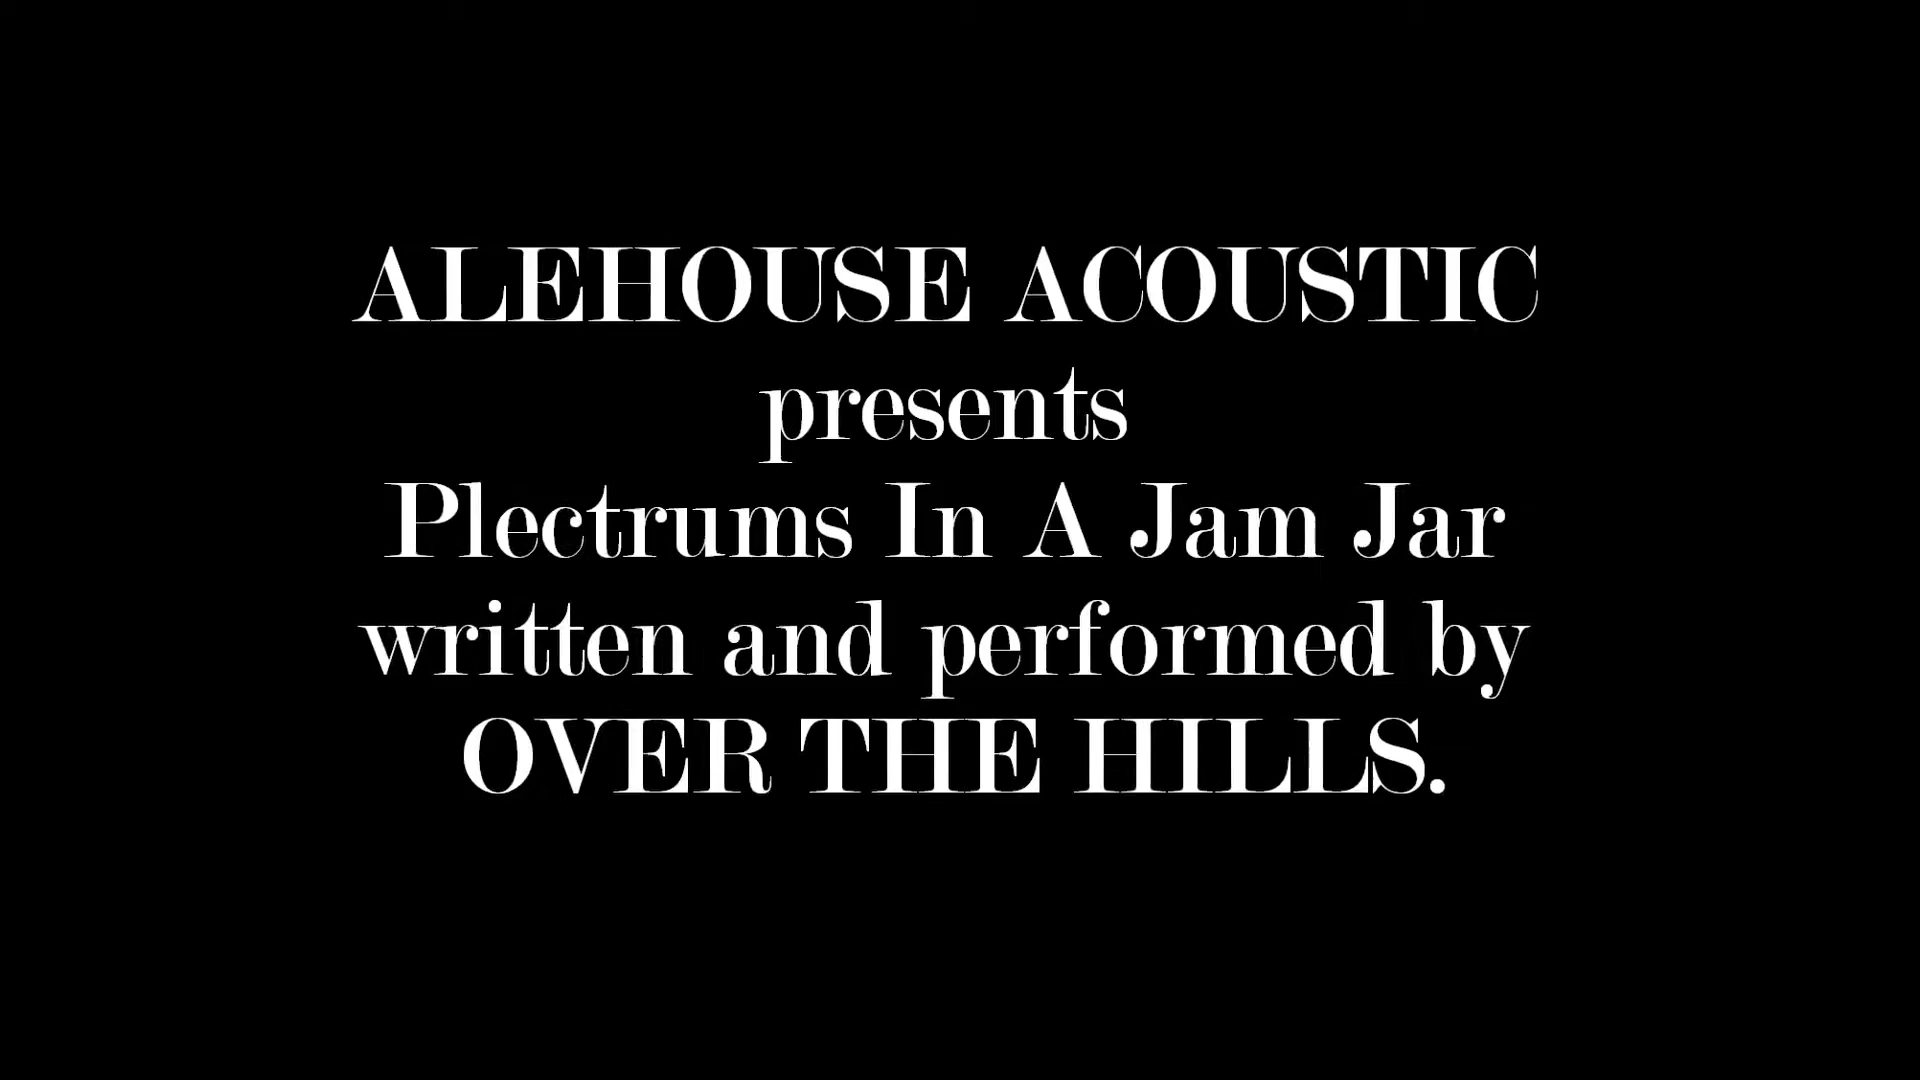 ALEHOUSE ACOUSTIC
presents
Plectrums In A Jam Jar
written and performed by
OVER THE HILLS.